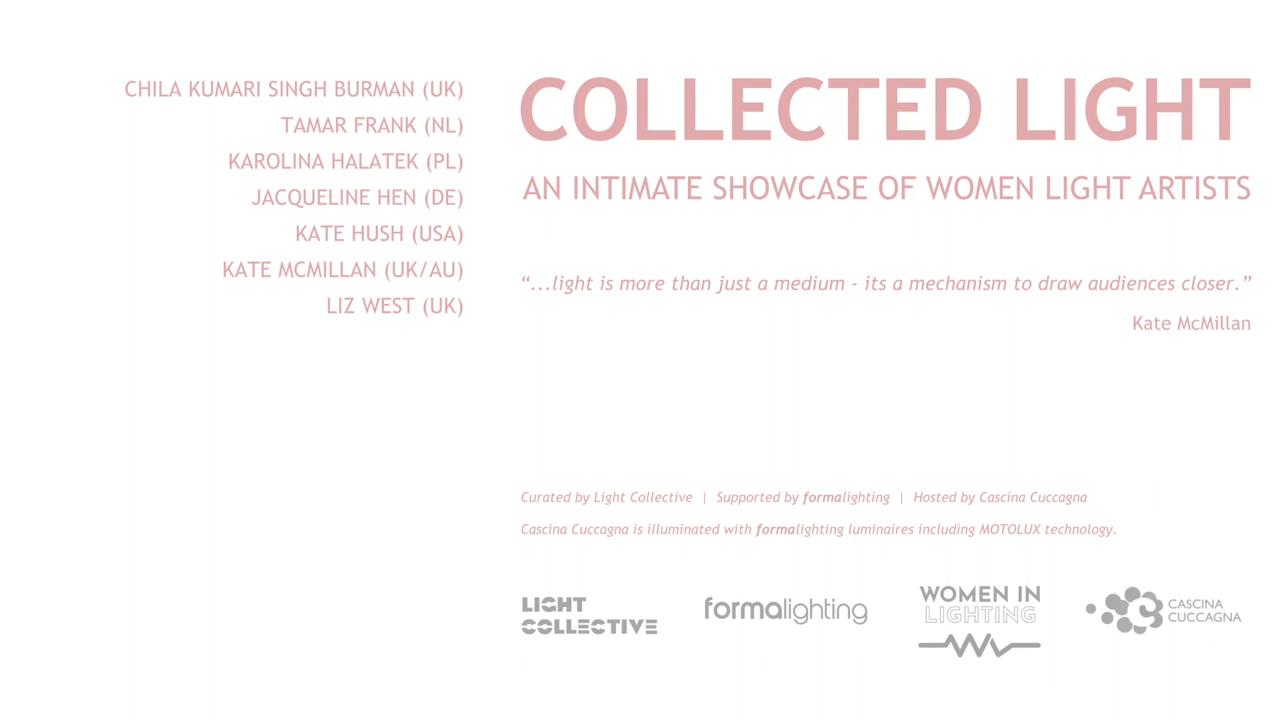 CHILA KUMARI SINGH BURMAN (UK)
TAMAR FRANK (NL)
KAROLINA HALATEK (PL)
JACQUELINE HEN (DE)
KATE HUSH (USA)
KATE MCMILLAN (UK/AU)
LIZ WEST (UK)
COLLECTED LIGHT
AN INTIMATE SHOWCASE OF WOMEN LIGHT ARTISTS
“...light is more than just a medium - its a mechanism to draw audiences closer.”
Kate McMillan
Curated by Light Collective | Supported by formalighting | Hosted by Cascina Cuccagna
Cascina Cuccagna is illuminated with formalighting luminaires including MOTOLUX technology.
LIGHT
COLLECTIVE
formalighting
WOMEN IN
LIGHTING
CASCINA
CUCCAGNA